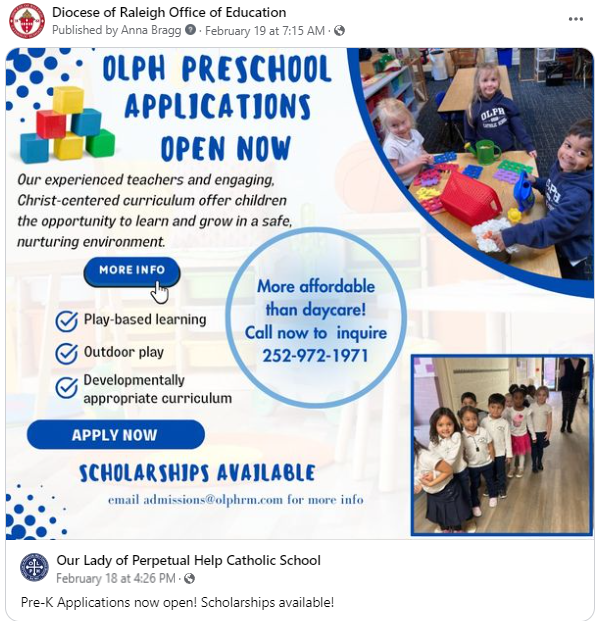 Diocese of Raleigh Office of Education
Published by Anna Bragg · February 19 at 7:15 AM ·
OLPH PRESCHOOL
APPLICATIONS
OPEN NOW
Our experienced teachers and engaging,
Christ-centered curriculum offer children
the opportunity to learn and grow in a safe,
nurturing environment.
MORE INFO
Play-based learning
Outdoor play
Developmentally
appropriate curriculum
More affordable
than daycare!
Call now to inquire
252-972-1971
APPLY NOW
SCHOLARSHIPS AVAILABLE
email admissions@olphrm.com for more info
OLPH
Our Lady of Perpetual Help Catholic School
February 18 at 4:26 PM ·
Pre-K Applications now open! Scholarships available!